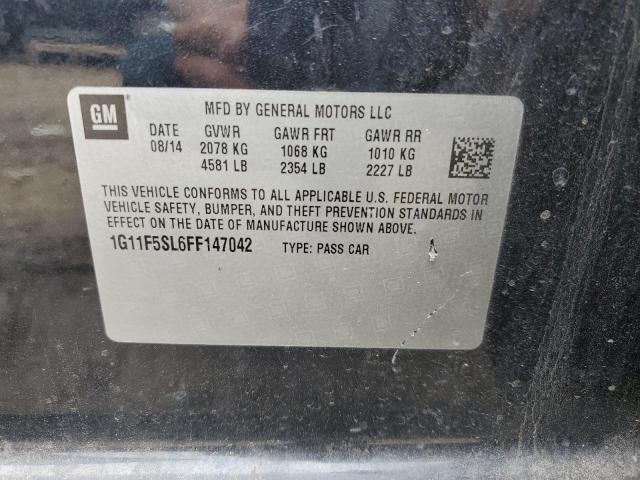 GM
MFD BY GENERAL MOTORS LLC
DATE GVWR GAWR FRT GAWR RR
08/14 2078 KG 1068 KG 1010 KG
4581 LB 2354 LB 2227 LB
THIS VEHICLE CONFORMS TO ALL APPLICABLE U.S. FEDERAL MOTOR
VEHICLE SAFETY, BUMPER, AND THEFT PREVENTION STANDARDS IN
EFFECT ON THE DATE OF MANUFACTURE SHOWN ABOVE.
1G11F5SL6FF147042 TYPE: PASS CAR